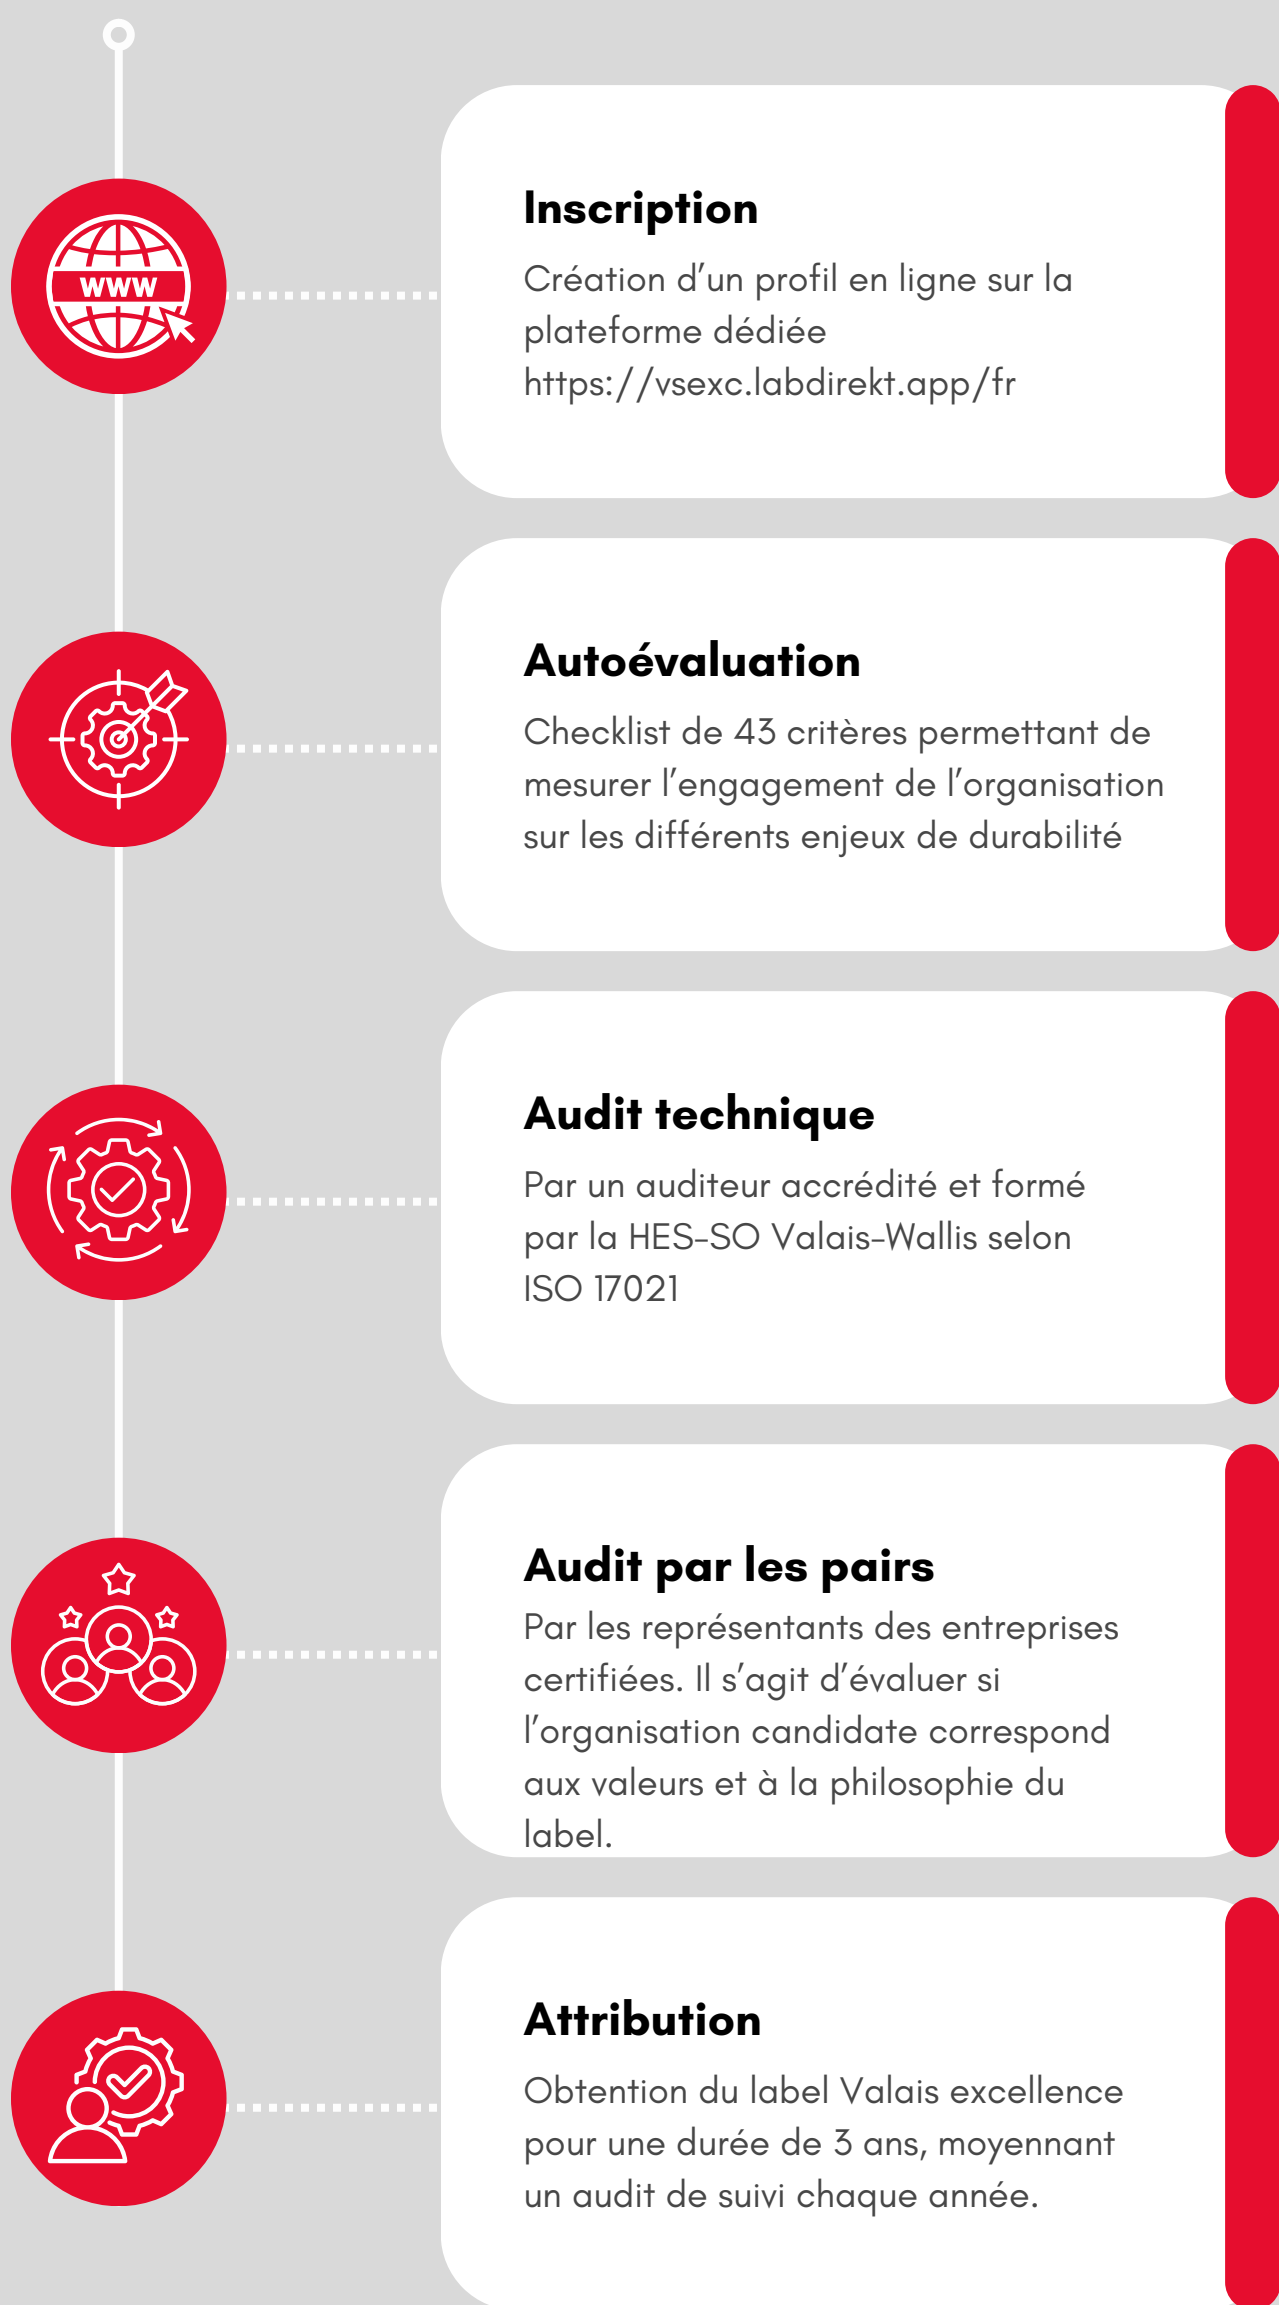 WWW
Inscription
Création d’un profil en ligne sur la
plateforme dédiée
https://vsexc.labdirekt.app/fr
Autoévaluation
Checklist de 43 critères permettant de
mesurer l’engagement de l’organisation
sur les différents enjeux de durabilité
Audit technique
Par un auditeur accrédité et formé
par la HES-SO Valais-Wallis selon
ISO 17021
Audit par les pairs
Par les représentants des entreprises
certifiées. Il s’agit d’évaluer si
l’organisation candidate correspond
aux valeurs et à la philosophie du
label.
Attribution
Obtention du label Valais excellence
pour une durée de 3 ans, moyennant
un audit de suivi chaque année.